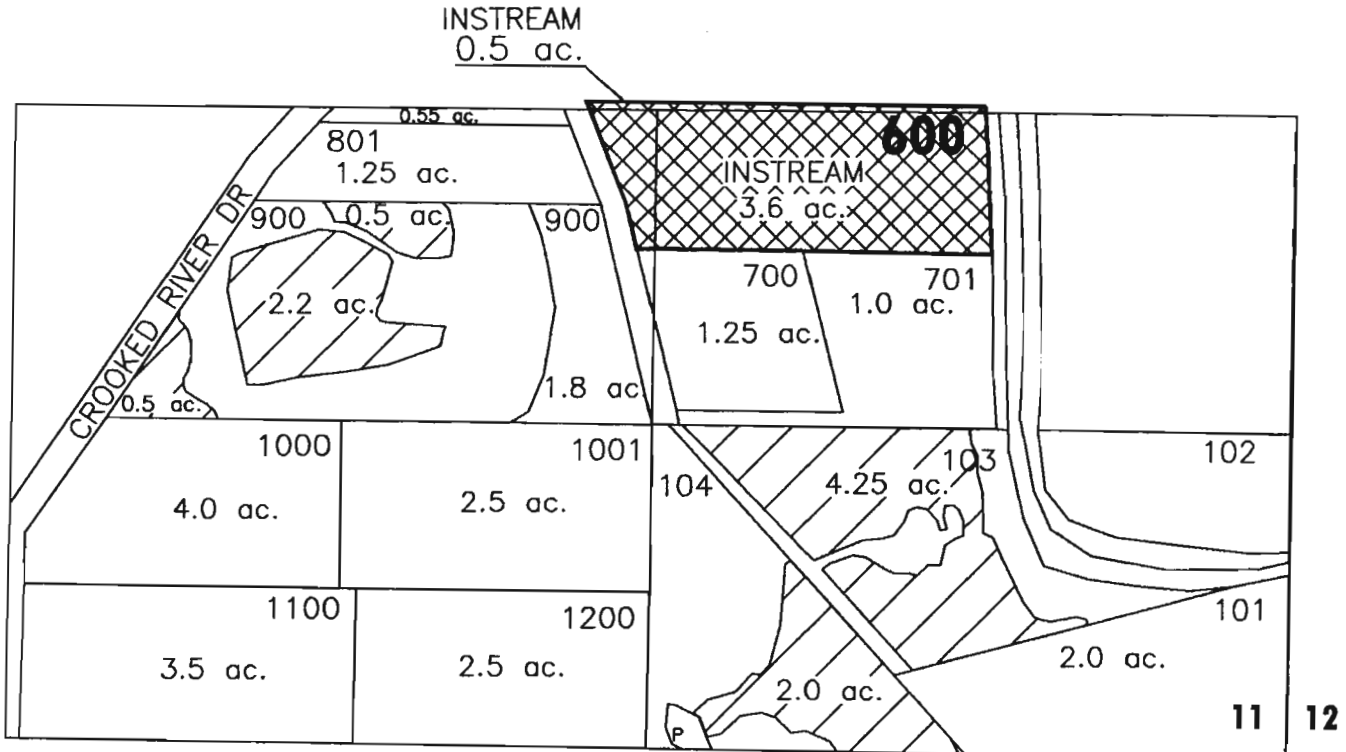 INSTREAM
0.5 ac.
0.55 ac.
801
1.25 ac.
600
INSTREAM
3.6 ac.
CROOKED RIVER DR
900
0.5 ac.
900
2.2 ac.
700
701
1.0 ac.
1.25 ac.
0.5 ac.
1.8 ac.
1000
1001
4.0 ac.
2.5 ac.
104
103
4.25 ac.
102
1100
1200
3.5 ac.
2.5 ac.
101
2.0 ac.
2.0 ac.
P
11 12